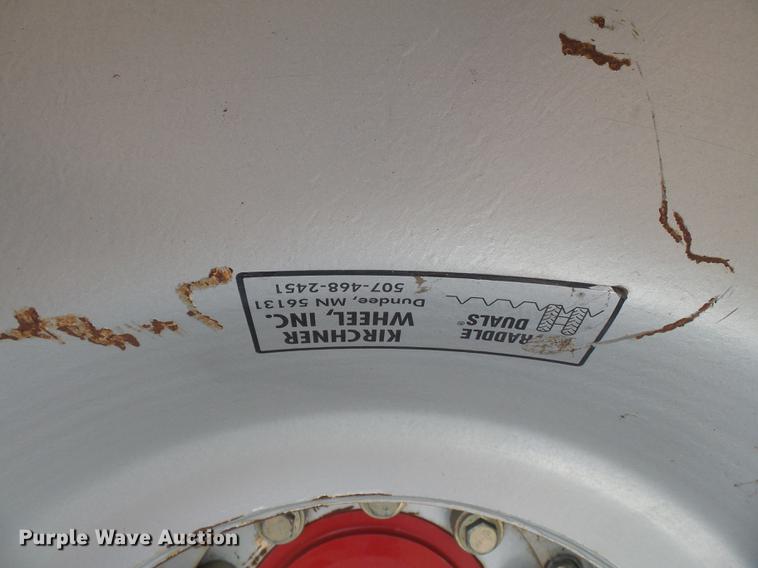 RADDLE
DUALS®
KIRCHNER
WHEEL, INC.
Dundee, MN 56131
507-468-2451
Purple Wave Auction